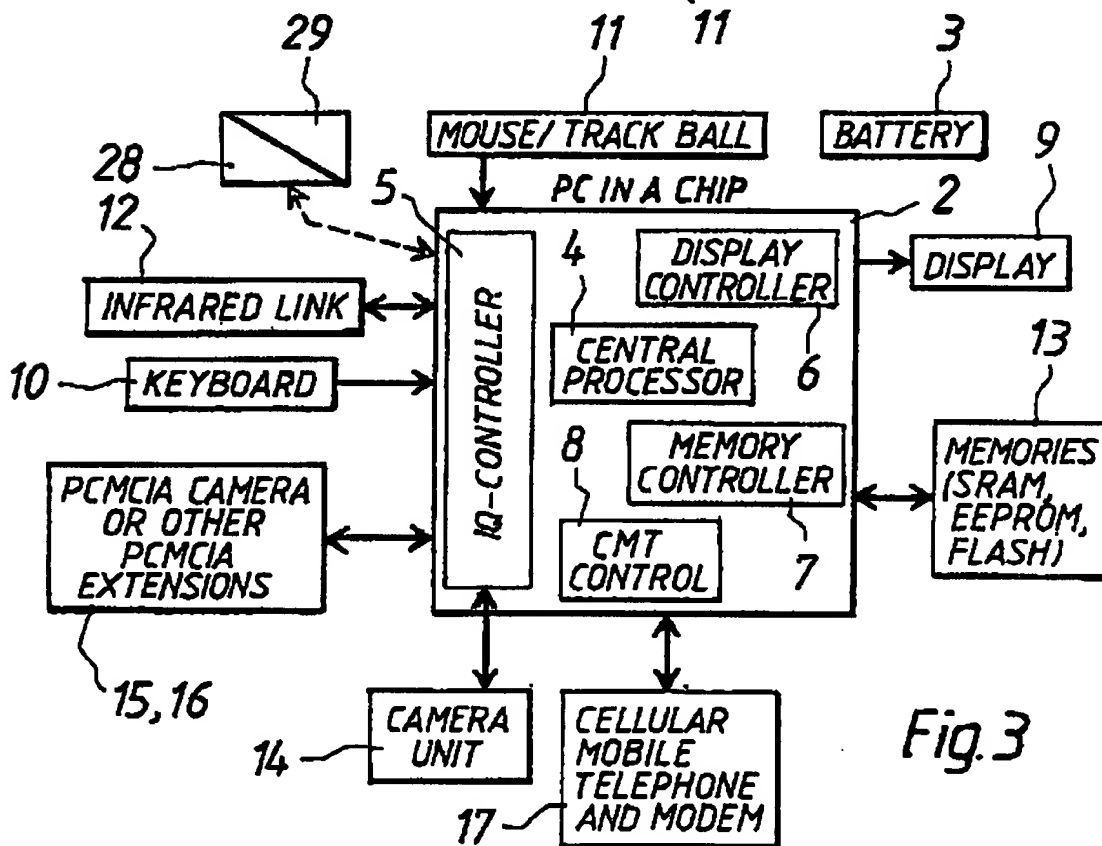 11
29
11
3
MOUSE/ TRACK BALL
BATTERY
28
9
12
5
PC IN A CHIP
2
IQ-CONTROLLER
4
DISPLAY
CONTROLLER
DISPLAY
INFRARED LINK
CENTRAL
PROCESSOR
6
13
10
KEYBOARD
8
MEMORY
CONTROLLER
MEMORIES
(SRAM,
EEPROM,
FLASH)
PCMCIA CAMERA
OR OTHER
PCMCIA
EXTENSIONS
CMT
CONTROL
7
15,16
CAMERA
UNIT
14
CELLULAR
MOBILE
TELEPHONE
AND MODEM
17
Fig.3